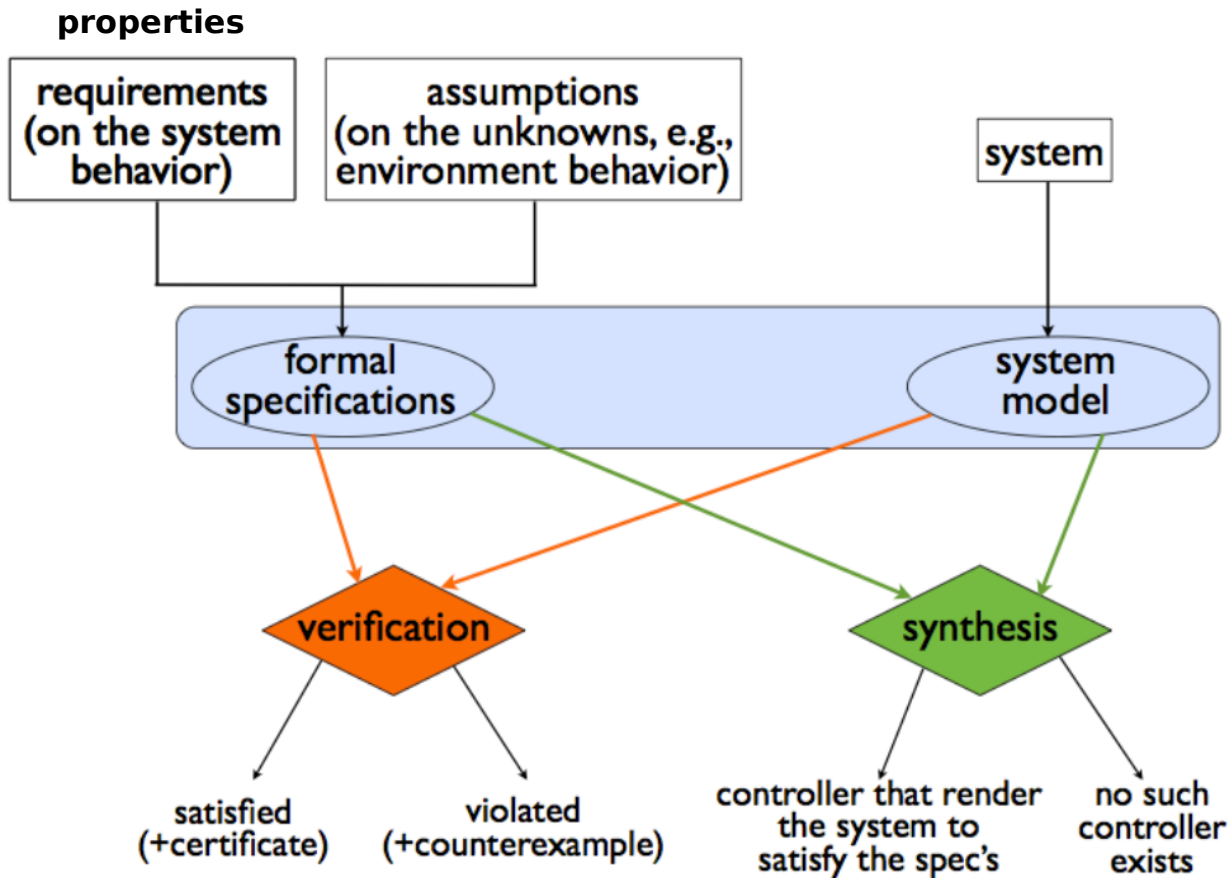 properties
requirements
(on the system
behavior)
assumptions
(on the unknowns, e.g.,
environment behavior)
system
formal
specifications
system
model
verification
synthesis
satisfied
(+certificate)
violated
(+counterexample)
controller that render
the system to
satisfy the spec's
no such
controller
exists